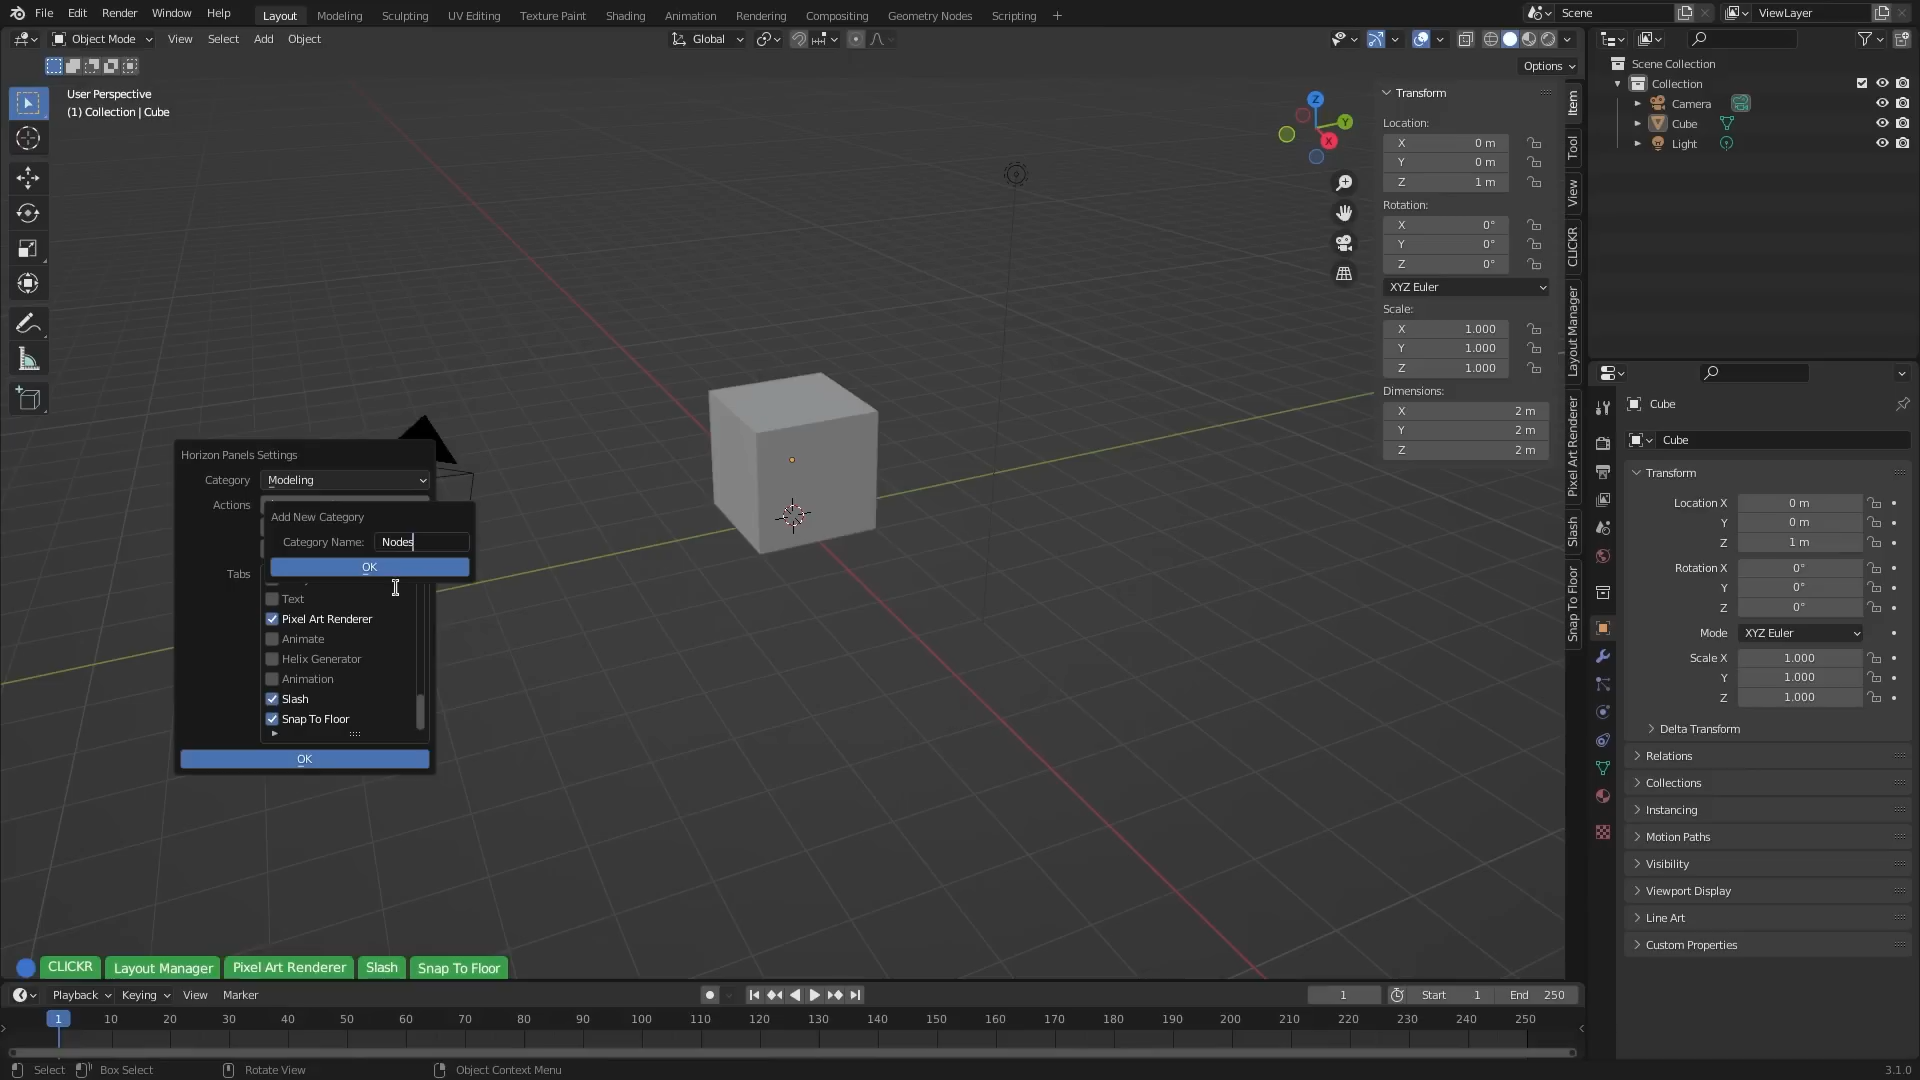 File Edit Render Window Help Layout Modeling Sculpting UV Editing Texture Paint Shading Animation Rendering Compositing Geometry Nodes Scripting + Scene ViewLayer
Object Mode View Select Add Object Global
Options
User Perspective
(1) Collection | Cube
Z
Y
X
Transform
Location:
X 0 m
Y 0 m
Z 1 m
Rotation:
X 0°
Y 0°
Z 0°
XYZ Euler
Scale:
X 1.000
Y 1.000
Z 1.000
Dimensions:
X 2 m
Y 2 m
Z 2 m
Item
Tool
View
CLICKR
Layout Manager
Pixel Art Renderer
Slash
Snap To Floor
Scene Collection
Collection
Camera
Cube
Light
Cube
Cube
Transform
Location X 0 m
Y 0 m
Z 1 m
Rotation X 0°
Y 0°
Z 0°
Mode XYZ Euler
Scale X 1.000
Y 1.000
Z 1.000
Delta Transform
Relations
Collections
Instancing
Motion Paths
Visibility
Viewport Display
Line Art
Custom Properties
Horizon Panels Settings
Category Modeling
Actions
Add New Category
Category Name: Nodes
OK
Tabs
Text
Pixel Art Renderer
Animate
Helix Generator
Animation
Slash
Snap To Floor
OK
CLICKR Layout Manager Pixel Art Renderer Slash Snap To Floor
Playback Keying View Marker 1 Start 1 End 250
1 10 20 30 40 50 60 70 80 90 100 110 120 130 140 150 160 170 180 190 200 210 220 230 240 250
Select Box Select Rotate View Object Context Menu 3.1.0